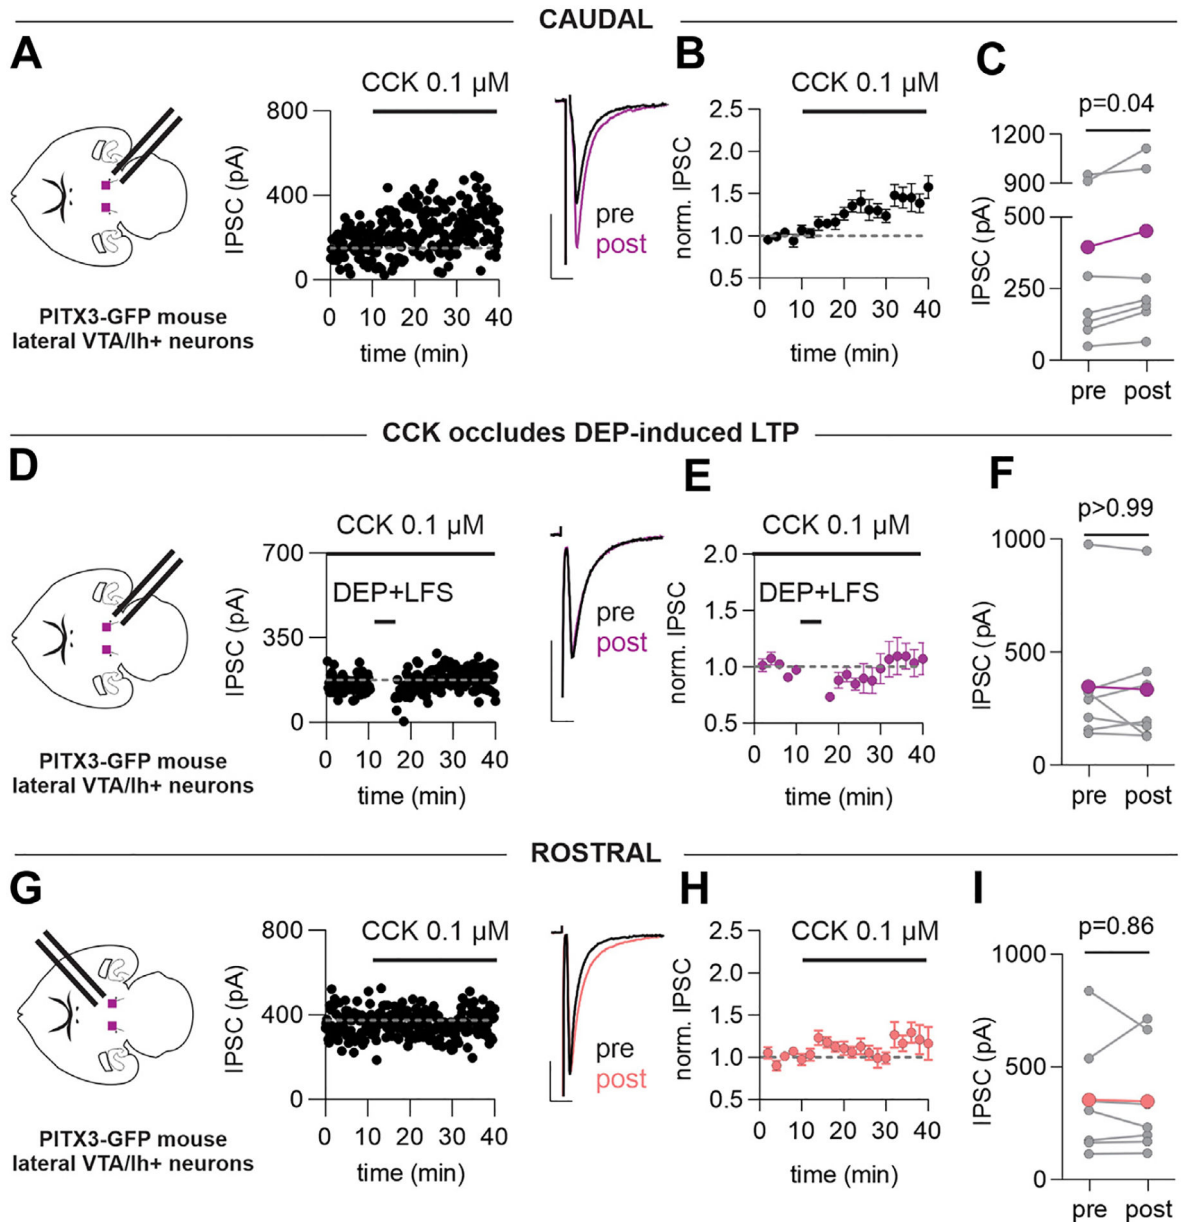 CAUDAL
A
CCK 0.1 µM
800
400
0
IPSC (pA)
0 10 20 30 40
time (min)
pre
post
PITX3-GFP mouse
lateral VTA/Ih+ neurons
B
CCK 0.1 µM
2.5
2.0
1.5
1.0
0.5
norm. IPSC
0 10 20 30 40
time (min)
C
p=0.04
1200
900
500
250
0
IPSC (pA)
pre post
CCK occludes DEP-induced LTP
D
CCK 0.1 µM
DEP+LFS
700
350
0
IPSC (pA)
0 10 20 30 40
time (min)
pre
post
PITX3-GFP mouse
lateral VTA/Ih+ neurons
E
CCK 0.1 µM
DEP+LFS
2.0
1.5
1.0
0.5
norm. IPSC
0 10 20 30 40
time (min)
F
p>0.99
1000
500
0
IPSC (pA)
pre post
ROSTRAL
G
CCK 0.1 µM
800
400
0
IPSC (pA)
0 10 20 30 40
time (min)
pre
post
PITX3-GFP mouse
lateral VTA/Ih+ neurons
H
CCK 0.1 µM
2.5
2.0
1.5
1.0
0.5
norm. IPSC
0 10 20 30 40
time (min)
I
p=0.86
1000
500
0
IPSC (pA)
pre post